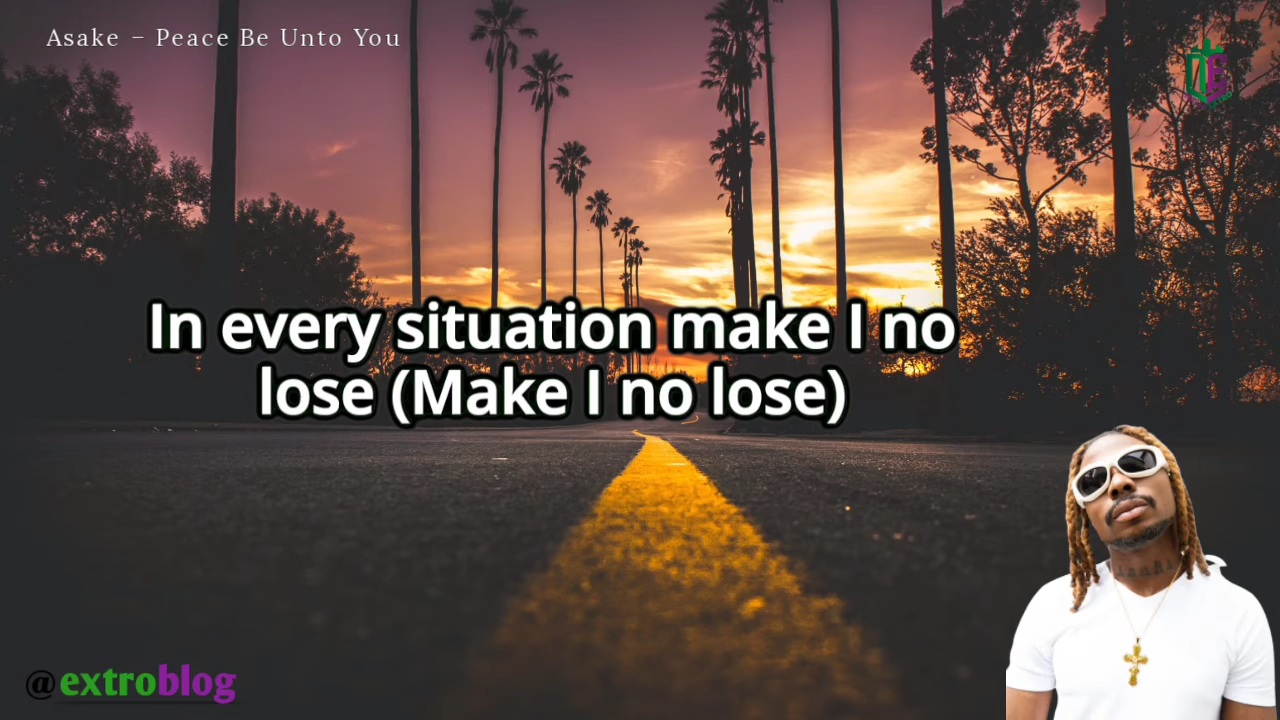 Asake – Peace Be Unto You
In every situation make I no
lose (Make I no lose)
@extroblog